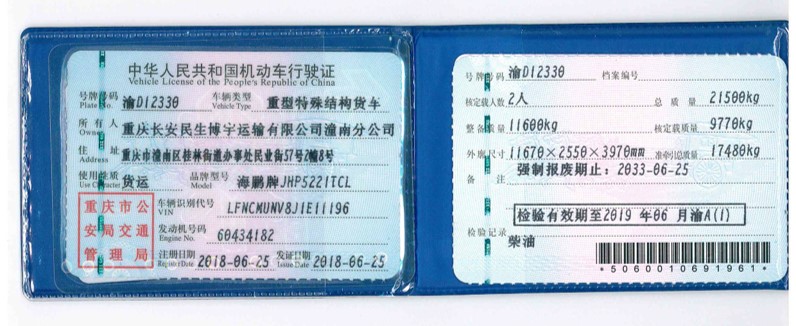 中华人民共和国机动车行驶证
Vehicle License of the People's Republic of China
号牌号码 渝D12330 车辆类型 重型特殊结构货车
Plate No. Vehicle Type
所有人 重庆长安民生博宇运输有限公司潼南分公司
Owner
住址 重庆市潼南区桂林街道办事处民业街57号2幢8号
Address
使用性质 货运 品牌型号 海鹏牌JHP5221TCL
Use Character Model
重庆市公安局交通管理局
车辆识别代号 LFNCMUNV8J1E11196
VIN
发动机号码 60434182
Engine No.
注册日期 2018-06-25 发证日期 2018-06-25
Register Date Issue Date
号牌号码 渝D12330 档案编号
核定载人数 2人 总质量 21500kg
整备质量 11600kg 核定载质量 9770kg
外廓尺寸 11670×2550×3970mm 准牵引总质量 17480kg
备注 强制报废期止：2033-06-25
检验有效期至2019年06月渝A(1)
检验记录
柴油
*5060010691961*